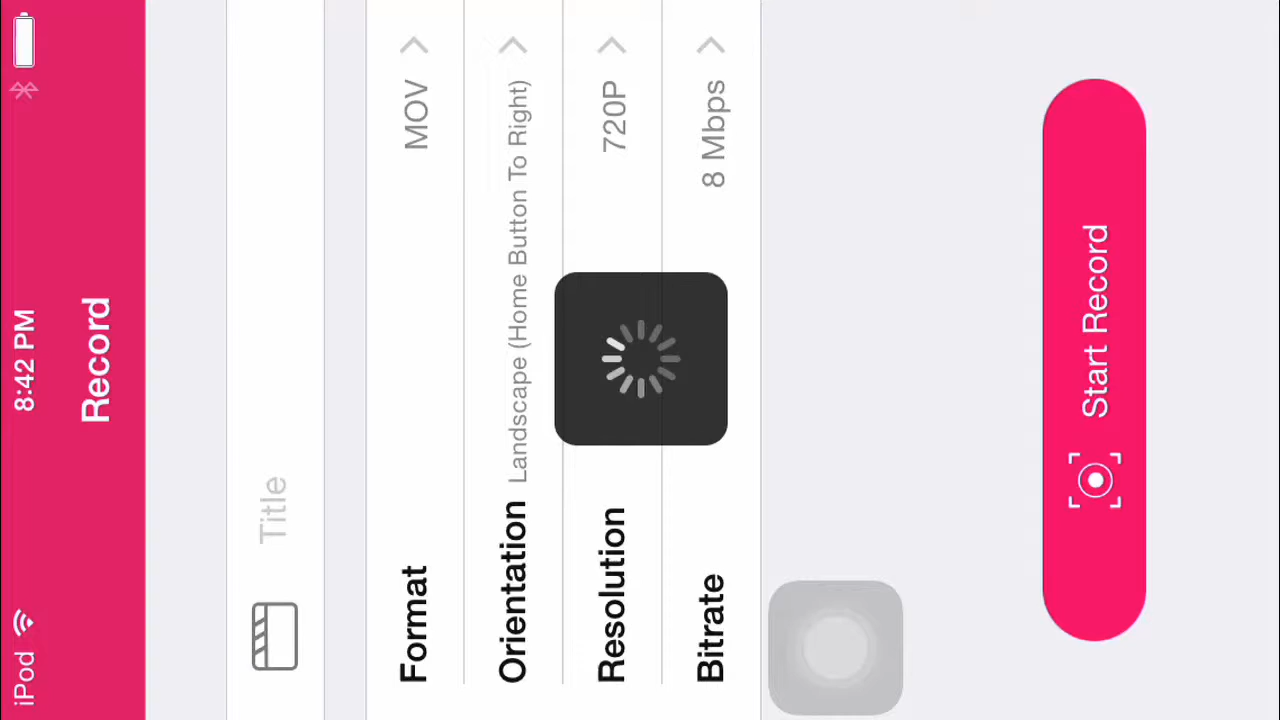 iPod 8:42 PM
Record
Title
Format MOV
Orientation Landscape (Home Button To Right)
Resolution 720P
Bitrate 8 Mbps
Start Record